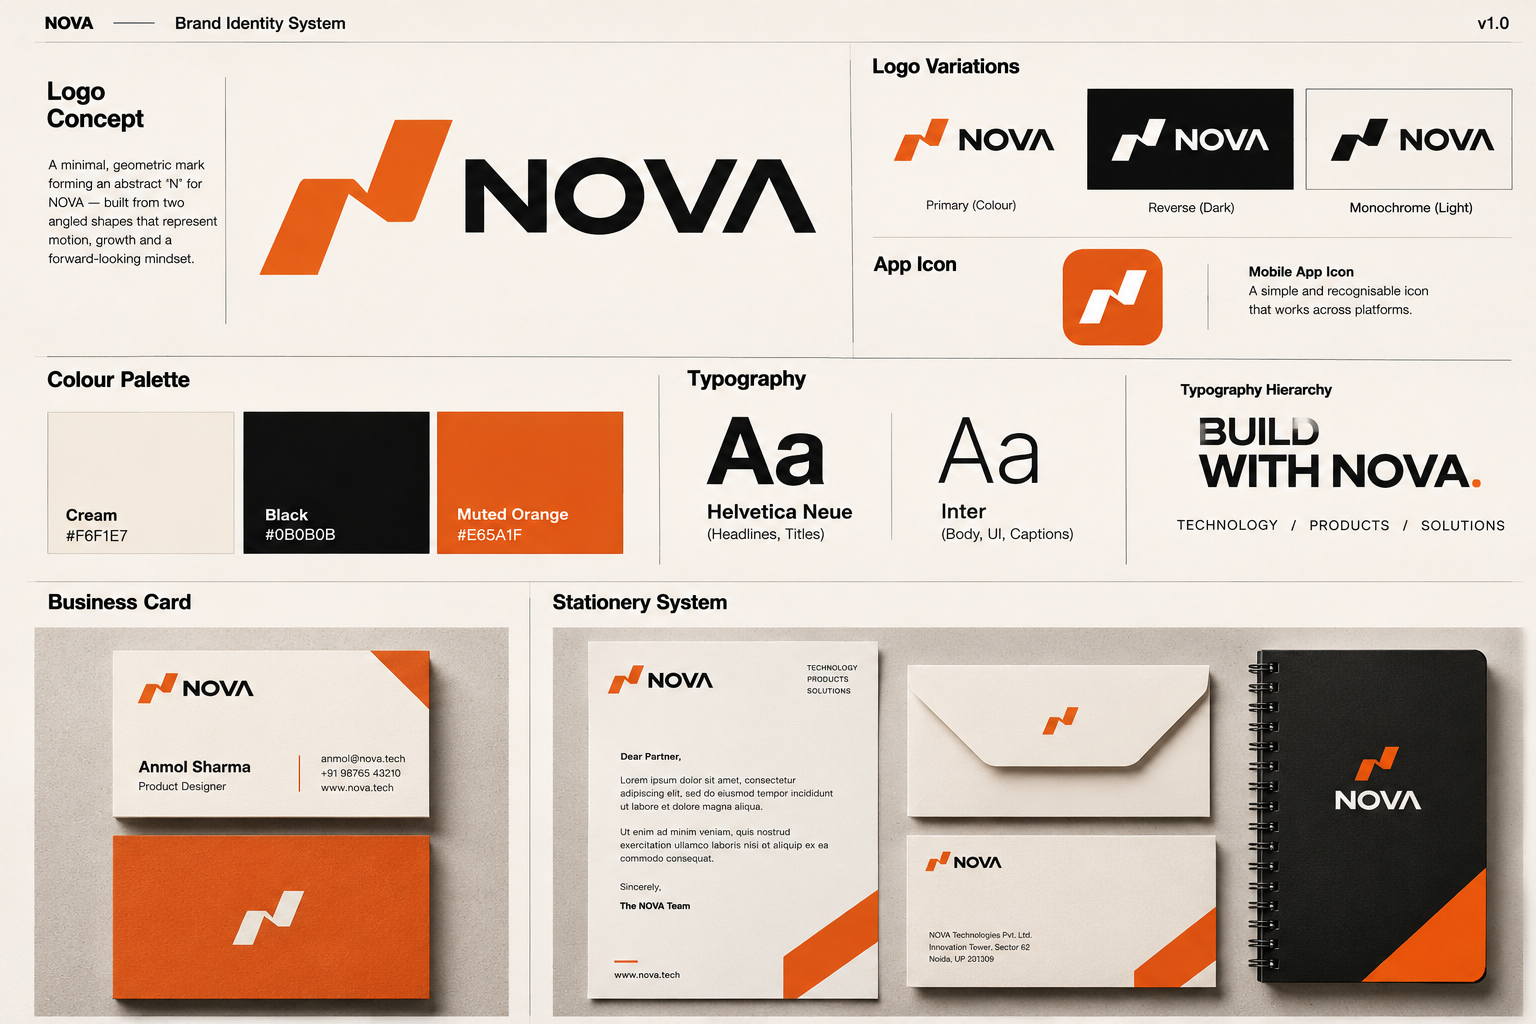 NOVA
Brand Identity System
v1.0
Logo
Concept
A minimal, geometric mark
forming an abstract "N" for
NOVA — built from two
angled shapes that represent
motion, growth and a
forward-looking mindset.
NOVA
Logo Variations
NOVA
Primary (Colour)
NOVA
Reverse (Dark)
NOVA
Monochrome (Light)
App Icon
Mobile App Icon
A simple and recognisable icon
that works across platforms.
Colour Palette
Cream
#F6F1E7
Black
#0B0B0B
Muted Orange
#E65A1F
Typography
Aa
Helvetica Neue
(Headlines, Titles)
Aa
Inter
(Body, UI, Captions)
Typography Hierarchy
BUILD
WITH NOVA.
TECHNOLOGY / PRODUCTS / SOLUTIONS
Business Card
NOVA
Anmol Sharma
Product Designer
anmol@nova.tech
+91 98765 43210
www.nova.tech
Stationery System
NOVA
TECHNOLOGY
PRODUCTS
SOLUTIONS
Dear Partner,
Lorem ipsum dolor sit amet, consectetur
adipiscing elit, sed do eiusmod tempor incididunt
ut labore et dolore magna aliqua.
Ut enim ad minim veniam, quis nostrud
exercitation ullamco laboris nisi ot aliquip ex ea
commodo consequat.
Sincerely,
The NOVA Team
www.nova.tech
NOVA
NOVA Technologies Pvt. Ltd.
Innovation Tower, Sector 62
Noida, UP 201309
NOVA